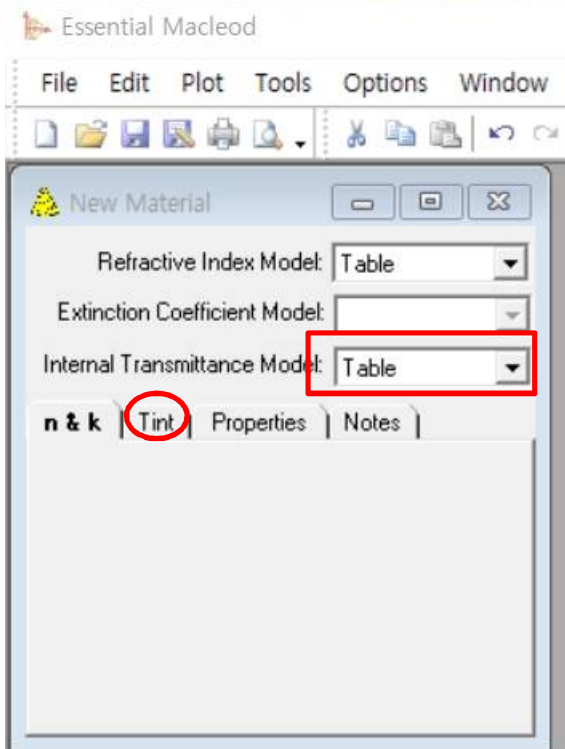 Essential Macleod
File Edit Plot Tools Options Window
New Material
Refractive Index Model: Table
Extinction Coefficient Model:
Internal Transmittance Model: Table
n & k Tint Properties Notes